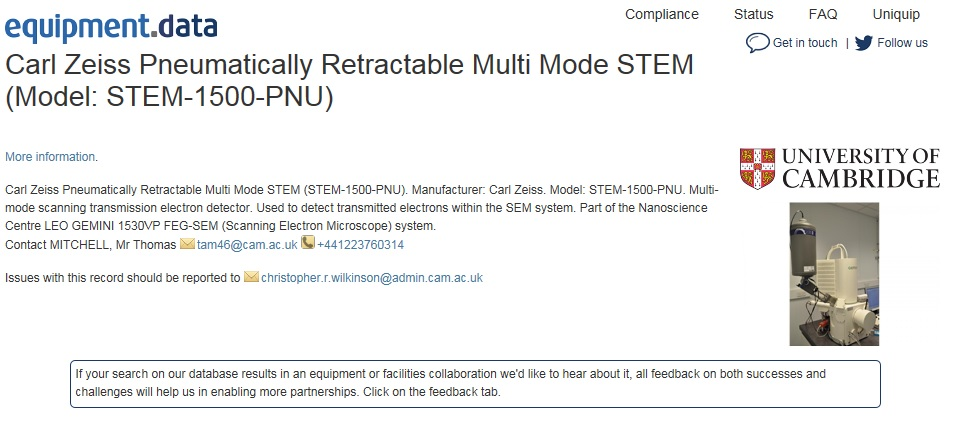 equipment.data
Compliance Status FAQ Uniquip
Get in touch | Follow us
Carl Zeiss Pneumatically Retractable Multi Mode STEM
(Model: STEM-1500-PNU)
More information.
UNIVERSITY OF
CAMBRIDGE
Carl Zeiss Pneumatically Retractable Multi Mode STEM (STEM-1500-PNU). Manufacturer: Carl Zeiss. Model: STEM-1500-PNU. Multi-
mode scanning transmission electron detector. Used to detect transmitted electrons within the SEM system. Part of the Nanoscience
Centre LEO GEMINI 1530VP FEG-SEM (Scanning Electron Microscope) system.
Contact MITCHELL, Mr Thomas tam46@cam.ac.uk +441223760314
Issues with this record should be reported to christopher.r.wilkinson@admin.cam.ac.uk
If your search on our database results in an equipment or facilities collaboration we'd like to hear about it, all feedback on both successes and
challenges will help us in enabling more partnerships. Click on the feedback tab.